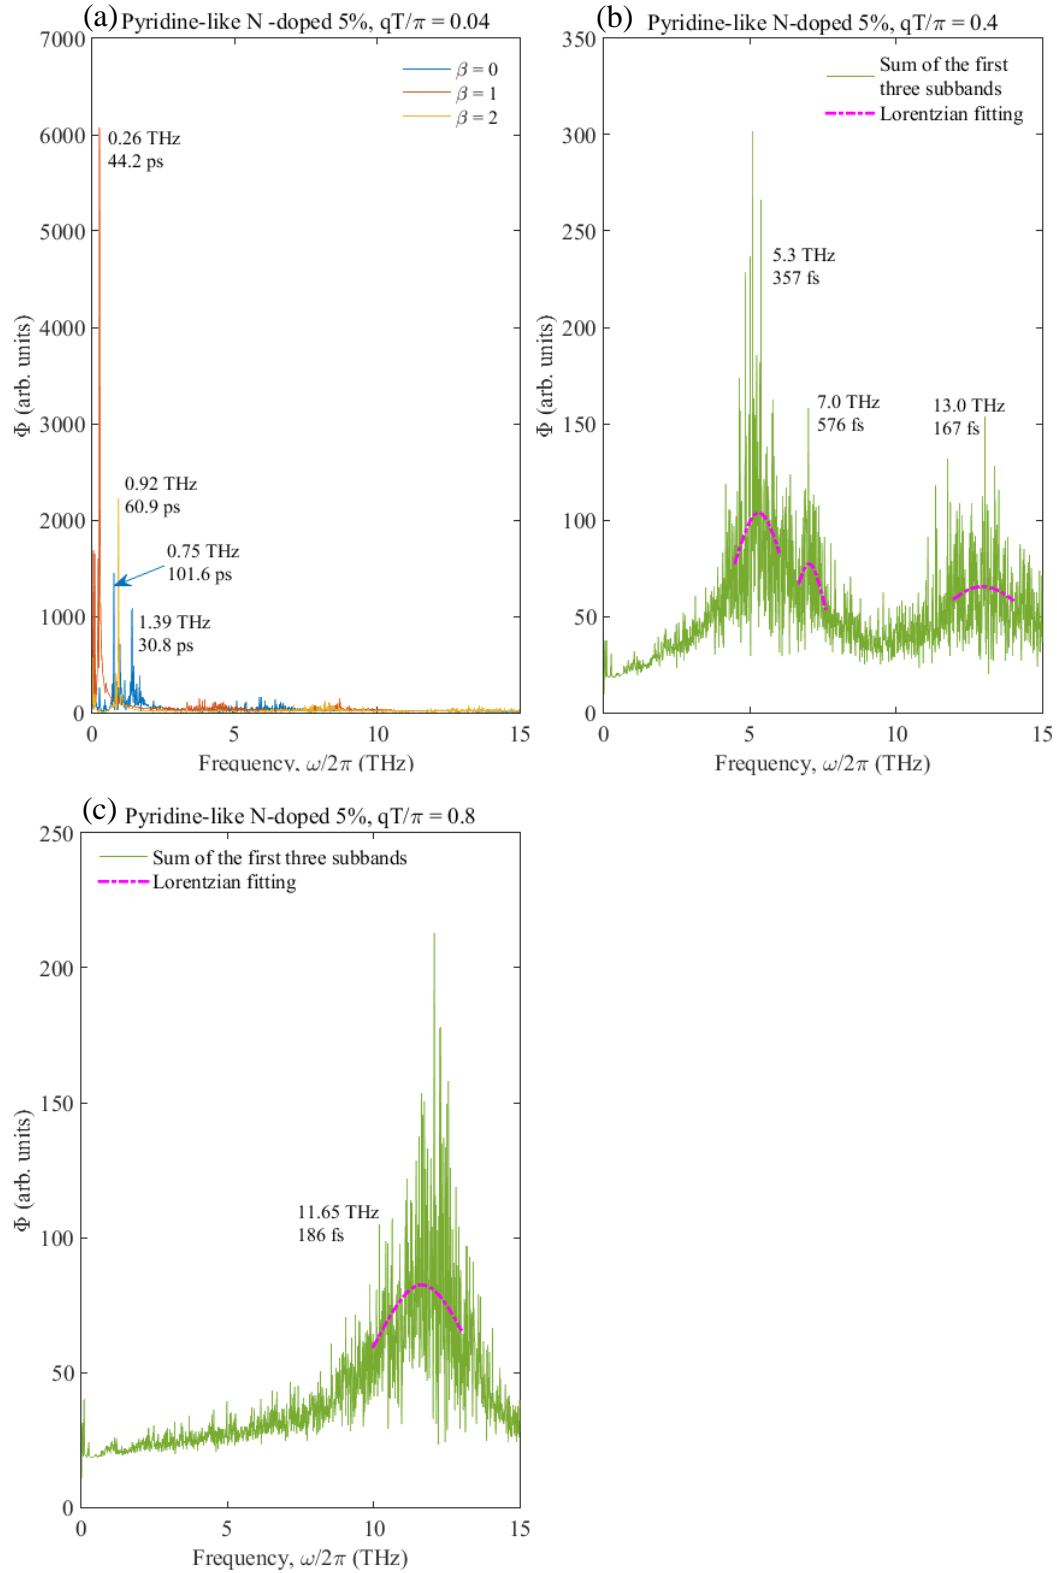 (a) Pyridine-like N -doped 5%, qT/π = 0.04
7000
6000
5000
4000
3000
2000
1000
0
Φ (arb. units)
β = 0
β = 1
β = 2
0.26 THz
44.2 ps
0.92 THz
60.9 ps
0.75 THz
101.6 ps
1.39 THz
30.8 ps
0 5 10 15
Frequency, ω/2π (THz)
(b) Pyridine-like N-doped 5%, qT/π = 0.4
350
300
250
200
150
100
50
0
Φ (arb. units)
Sum of the first
three subbands
Lorentzian fitting
5.3 THz
357 fs
7.0 THz
576 fs
13.0 THz
167 fs
0 5 10 15
Frequency, ω/2π (THz)
(c) Pyridine-like N-doped 5%, qT/π = 0.8
250
200
150
100
50
0
Φ (arb. units)
Sum of the first three subbands
Lorentzian fitting
11.65 THz
186 fs
0 5 10 15
Frequency, ω/2π (THz)